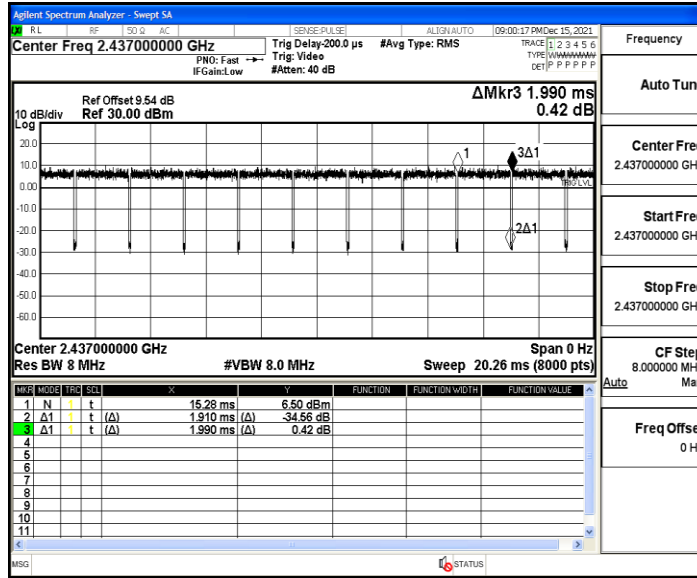 Agilent Spectrum Analyzer - Swept SA
LXI RL RF 50 Ω AC SENSE:PULSE ALIGN AUTO 09:00:17 PM Dec 15, 2021
Center Freq 2.437000000 GHz
PNO: Fast
IFGain:Low
Trig Delay-200.0 µs
Trig: Video
#Atten: 40 dB
#Avg Type: RMS
TRACE 1 2 3 4 5 6
TYPE
DET P P P P P P
Ref Offset 9.54 dB
10 dB/div Ref 30.00 dBm
Log
ΔMkr3 1.990 ms
0.42 dB
20.0
10.0
0.00
-10.0
-20.0
-30.0
-40.0
-50.0
-60.0
1
3Δ1
TRIG LVL
2Δ1
Center 2.437000000 GHz Span 0 Hz
Res BW 8 MHz #VBW 8.0 MHz Sweep 20.26 ms (8000 pts)
MKR MODE TRC SCL X Y FUNCTION FUNCTION WIDTH FUNCTION VALUE
1 N 1 t 15.28 ms 6.50 dBm
2 Δ1 1 t (Δ) 1.910 ms (Δ) -34.56 dB
3 Δ1 1 t (Δ) 1.990 ms (Δ) 0.42 dB
4
5
6
7
8
9
10
11
MSG STATUS
Frequency
Auto Tun
Center Fre
2.437000000 GH
Start Fre
2.437000000 GH
Stop Fre
2.437000000 GH
CF Step
8.000000 MH
Auto Ma
Freq Offse
0 H